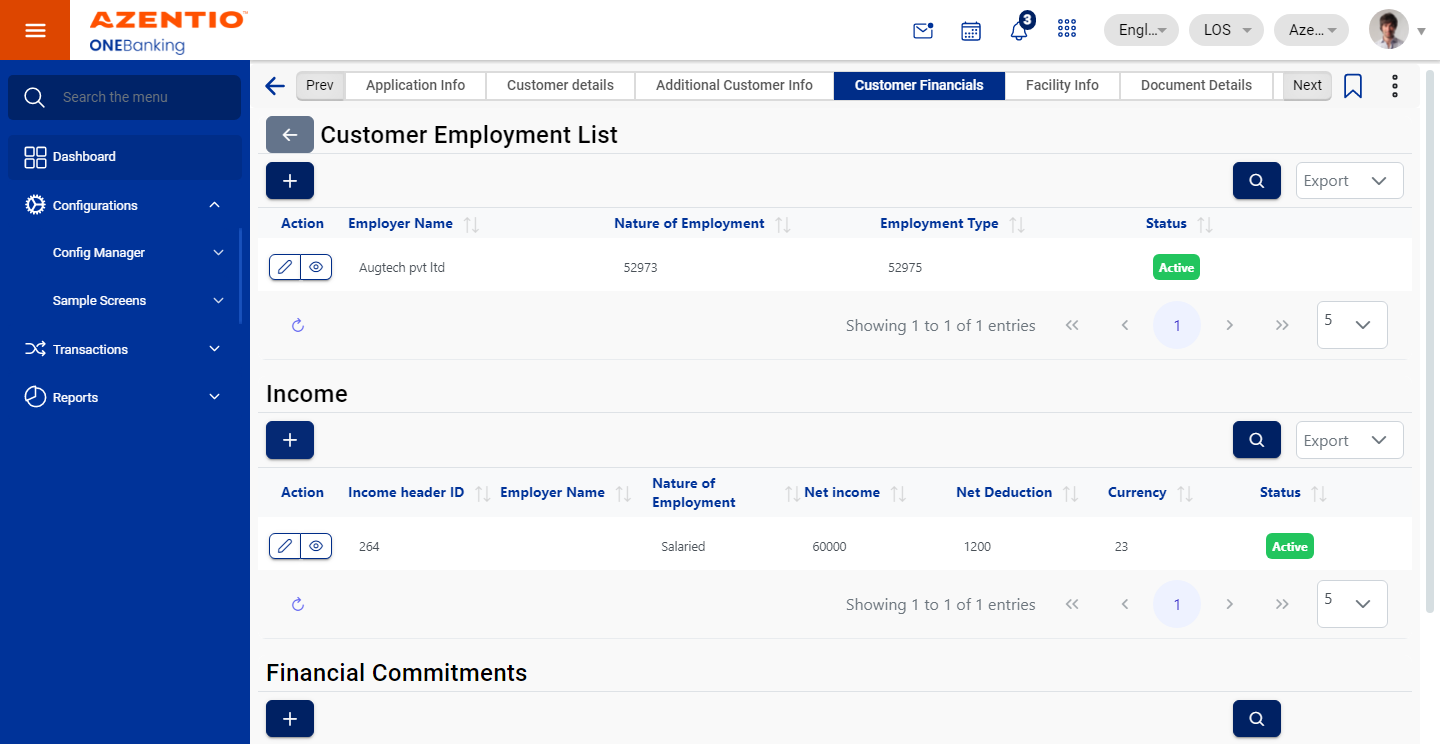 AZENTIO™
ONEBanking
3
Engl...
LOS
Aze...
Search the menu
Dashboard
Configurations
Config Manager
Sample Screens
Transactions
Reports
Prev
Application Info
Customer details
Additional Customer Info
Customer Financials
Facility Info
Document Details
Next
Customer Employment List
Export
Action Employer Name Nature of Employment Employment Type Status
Augtech pvt ltd 52973 52975 Active
Showing 1 to 1 of 1 entries 1 5
Income
Export
Action Income header ID Employer Name Nature of Employment Net income Net Deduction Currency Status
264 Salaried 60000 1200 23 Active
Showing 1 to 1 of 1 entries 1 5
Financial Commitments